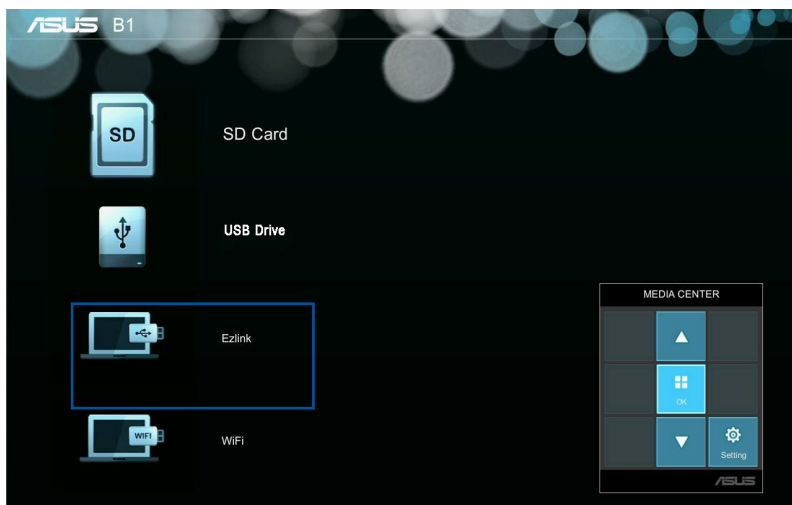 ASUS B1
SD
SD Card
USB Drive
Ezlink
MEDIA CENTER
OK
WIFI
WiFi
Setting
ASUS